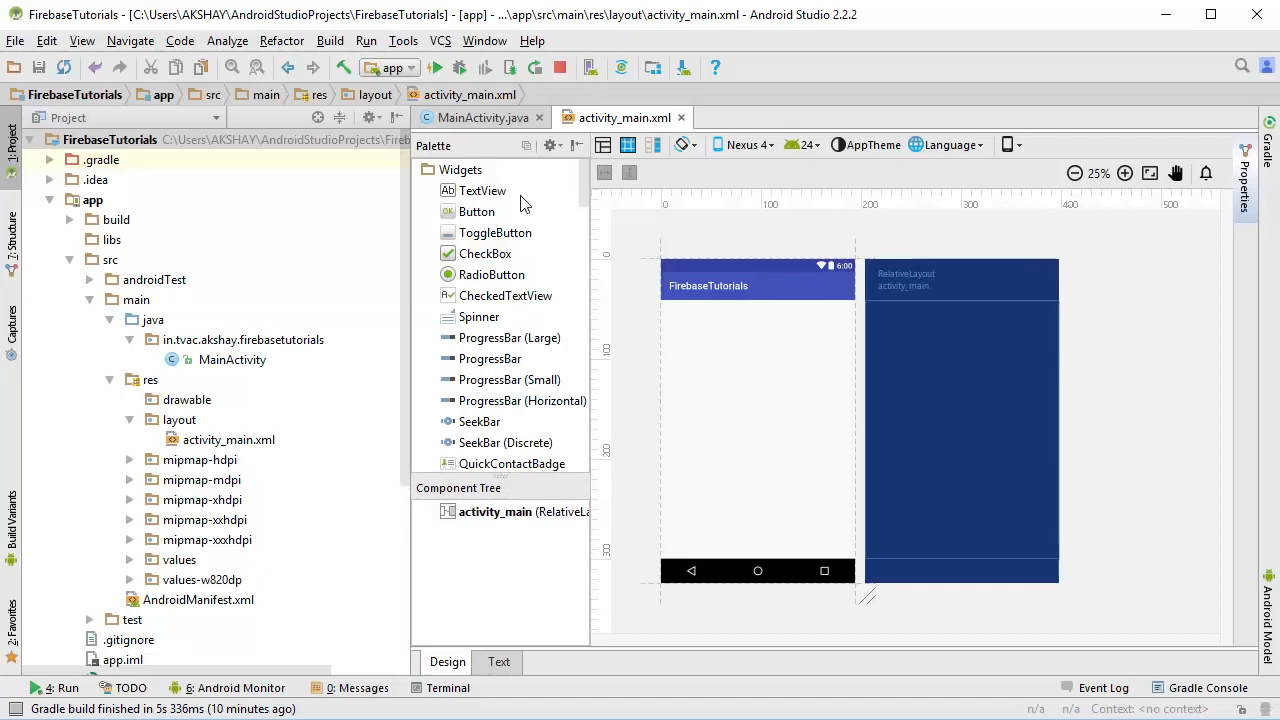 FirebaseTutorials - [C:\Users\AKSHAY\AndroidStudioProjects\FirebaseTutorials] - [app] - ...\app\src\main\res\layout\activity_main.xml - Android Studio 2.2.2
File Edit View Navigate Code Analyze Refactor Build Run Tools VCS Window Help
app
FirebaseTutorials app src main res layout activity_main.xml
1: Project
Z: Structure
Captures
Build Variants
2: Favorites
Project
FirebaseTutorials C:\Users\AKSHAY\AndroidStudioProjects\Fireb
.gradle
.idea
app
build
libs
src
androidTest
main
java
in.tvac.akshay.firebasetutorials
MainActivity
res
drawable
layout
activity_main.xml
mipmap-hdpi
mipmap-mdpi
mipmap-xhdpi
mipmap-xxhdpi
mipmap-xxxhdpi
values
values-w820dp
AndroidManifest.xml
test
.gitignore
app.iml
MainActivity.java activity_main.xml
Palette
Widgets
Ab TextView
OK Button
ToggleButton
CheckBox
RadioButton
CheckedTextView
Spinner
ProgressBar (Large)
ProgressBar
ProgressBar (Small)
ProgressBar (Horizontal)
SeekBar
SeekBar (Discrete)
QuickContactBadge
Component Tree
activity_main (RelativeLa
Nexus 4 24 AppTheme Language
25%
0 100 200 300 400 500
0
100
200
300
6:00
FirebaseTutorials
RelativeLayout
activity_main
Design Text
Gradle
Properties
Android Model
4: Run TODO 6: Android Monitor 0: Messages Terminal Event Log Gradle Console
Gradle build finished in 5s 336ms (10 minutes ago) n/a n/a Context: <no context>